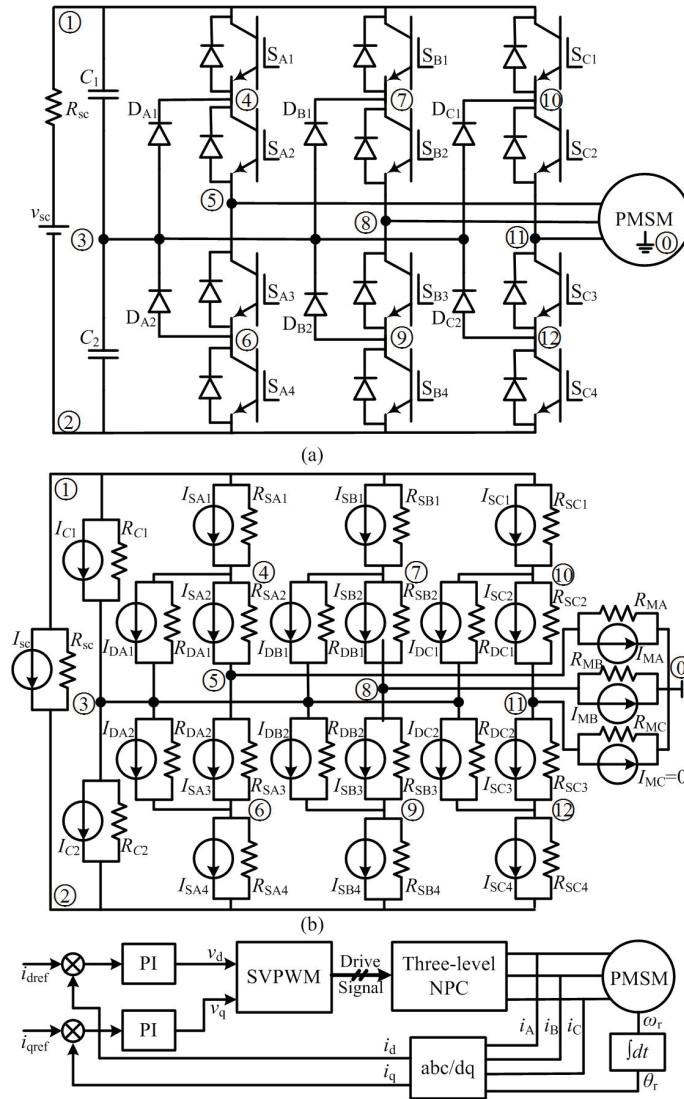 ① S_A1 S_B1 S_C1
C_1 ④ ⑦ ⑩
R_sc D_A1 D_B1 D_C1
S_A2 S_B2 S_C2
v_sc ⑤ ⑧ PMSM
③ ⑪ ⓪
S_A3 S_B3 S_C3
D_A2 D_B2 D_C2
C_2 ⑥ ⑨ ⑫
S_A4 S_B4 S_C4
②
(a)
① I_SA1 R_SA1 I_SB1 R_SB1 I_SC1 R_SC1
I_C1 R_C1 ④ ⑦ ⑩
I_SA2 R_SA2 I_SB2 R_SB2 I_SC2 R_SC2 R_MA
I_sc R_sc I_DA1 R_DA1 I_DB1 R_DB1 I_DC1 R_DC1 I_MA
⑤ ⑧ R_MB ⓪
③ ⑪ I_MB
I_DA2 R_DA2 I_DB2 R_DB2 I_DC2 R_DC2 R_MC
I_SA3 R_SA3 I_SB3 R_SB3 I_SC3 R_SC3 I_MC=0
I_C2 R_C2 ⑥ ⑨ ⑫
I_SA4 R_SA4 I_SB4 R_SB4 I_SC4 R_SC4
②
(b)
i_dref PI v_d SVPWM Drive Signal Three-level NPC PMSM
i_qref PI v_q i_A i_B i_C ω_r
i_d abc/dq ∫dt
i_q θ_r